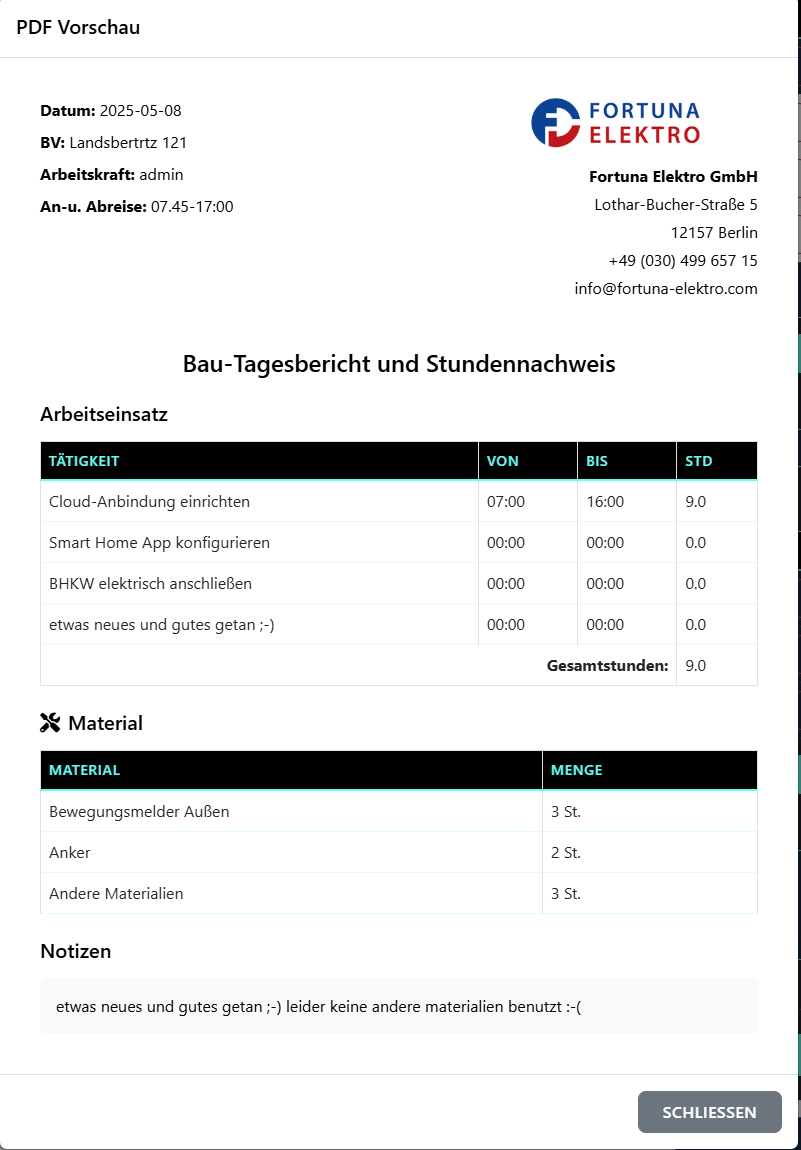 PDF Vorschau
Datum: 2025-05-08
BV: Landsbertrtz 121
Arbeitskraft: admin
An-u. Abreise: 07.45-17:00
FORTUNA
ELEKTRO
Fortuna Elektro GmbH
Lothar-Bucher-Straße 5
12157 Berlin
+49 (030) 499 657 15
info@fortuna-elektro.com
Bau-Tagesbericht und Stundennachweis
Arbeitseinsatz
TÄTIGKEIT VON BIS STD
Cloud-Anbindung einrichten 07:00 16:00 9.0
Smart Home App konfigurieren 00:00 00:00 0.0
BHKW elektrisch anschließen 00:00 00:00 0.0
etwas neues und gutes getan ;-) 00:00 00:00 0.0
Gesamtstunden: 9.0
Material
MATERIAL MENGE
Bewegungsmelder Außen 3 St.
Anker 2 St.
Andere Materialien 3 St.
Notizen
etwas neues und gutes getan ;-) leider keine andere materialien benutzt :-(
SCHLIESSEN